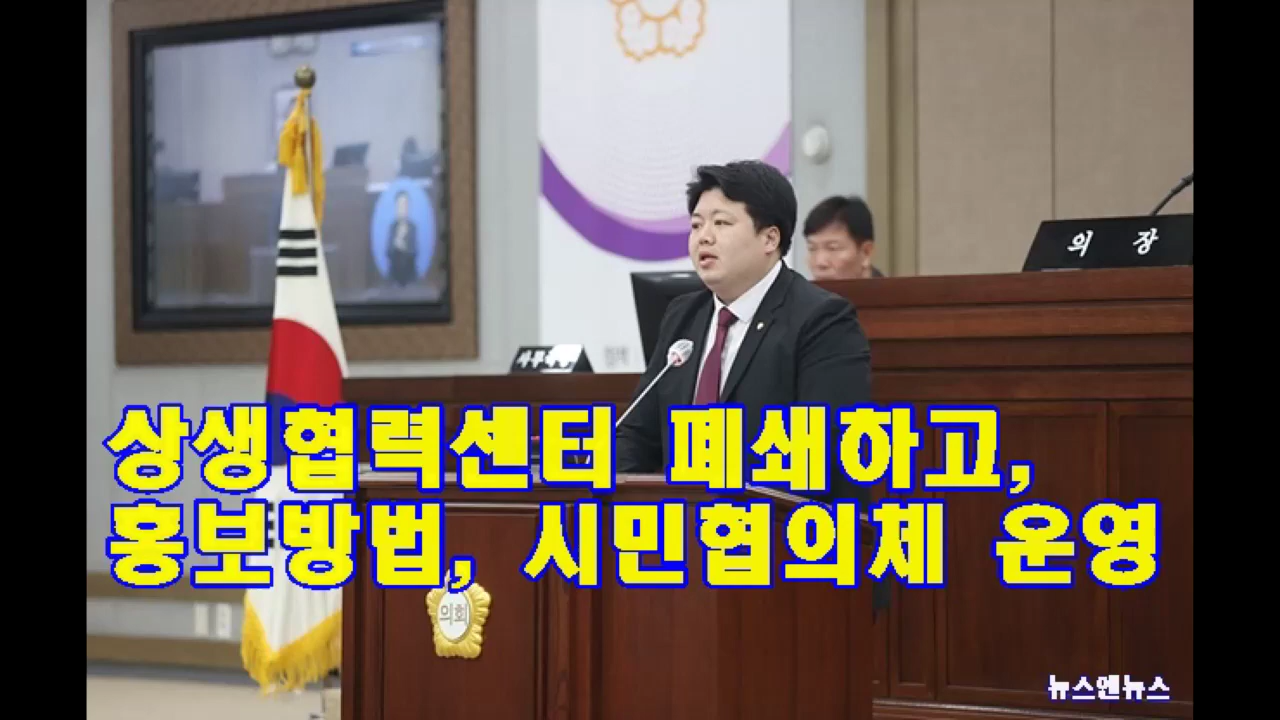 의 장
상생협력센터 폐쇄하고,
홍보방법, 시민협의체 운영
의회
뉴스엔뉴스